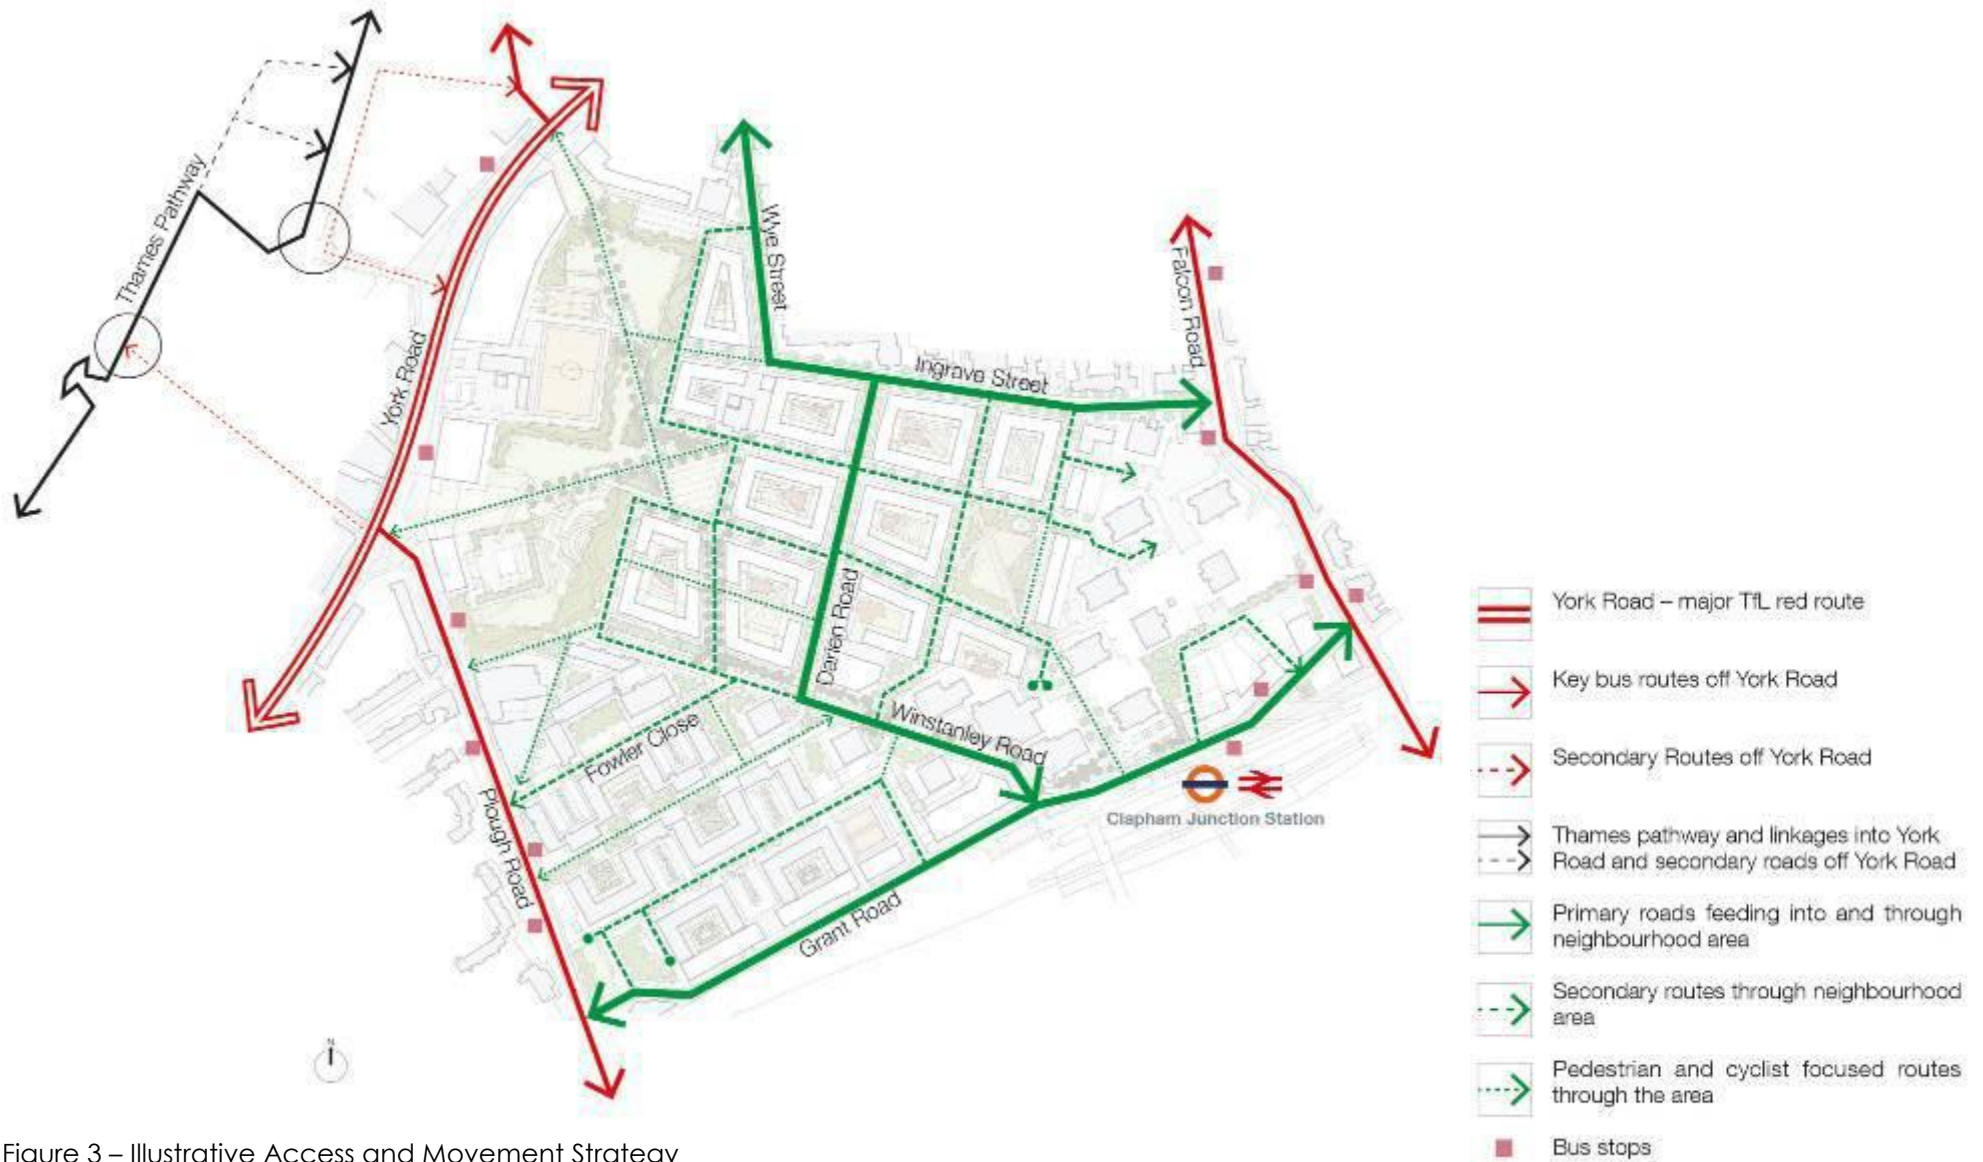 Thames Pathway
York Road
Wye Street
Falcon Road
Ingrave Street
Darien Road
Winstanley Road
Fowler Close
Plough Road
Grant Road
Clapham Junction Station
N
York Road – major TfL red route
Key bus routes off York Road
Secondary Routes off York Road
Thames pathway and linkages into York
Road and secondary roads off York Road
Primary roads feeding into and through
neighbourhood area
Secondary routes through neighbourhood
area
Pedestrian and cyclist focused routes
through the area
Bus stops
Figure 3 – Illustrative Access and Movement Strategy